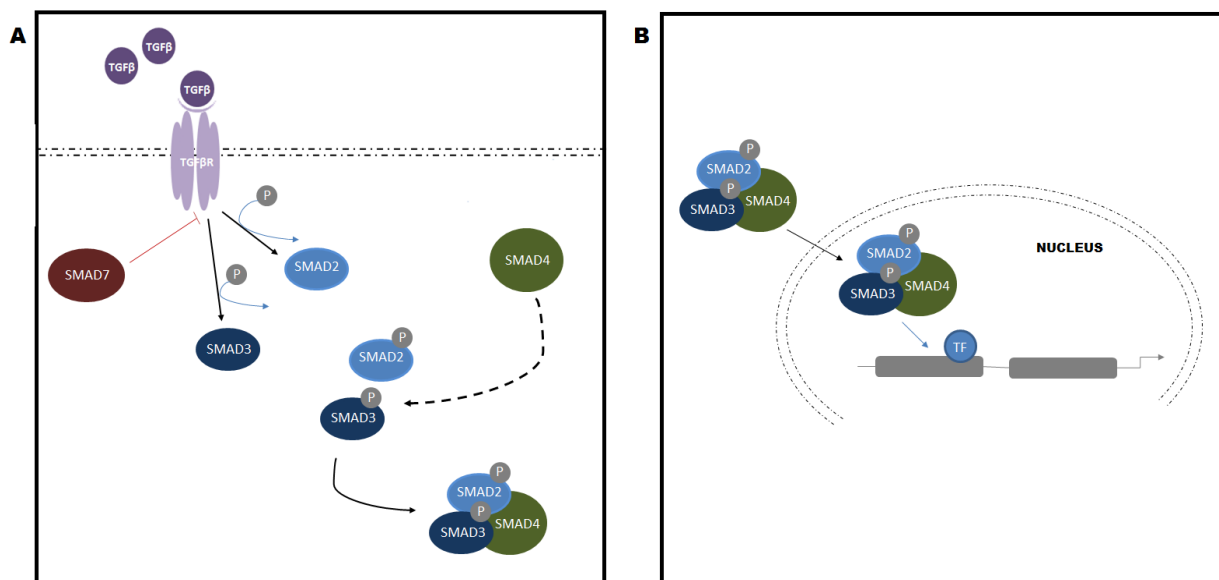 A
TGFβ
TGFβ
TGFβ
TGFβR
P
SMAD7
P
SMAD2
SMAD4
SMAD3
P
SMAD2
P
SMAD3
P
SMAD2
P
SMAD3
SMAD4
B
P
SMAD2
P
SMAD3
SMAD4
NUCLEUS
P
SMAD2
P
SMAD3
SMAD4
TF